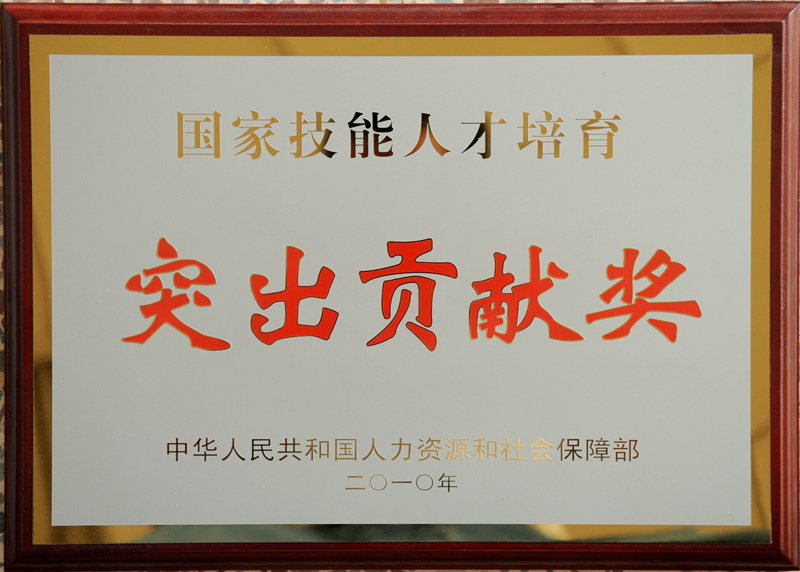 国家技能人才培育
突出贡献奖
中华人民共和国人力资源和社会保障部
二〇一〇年